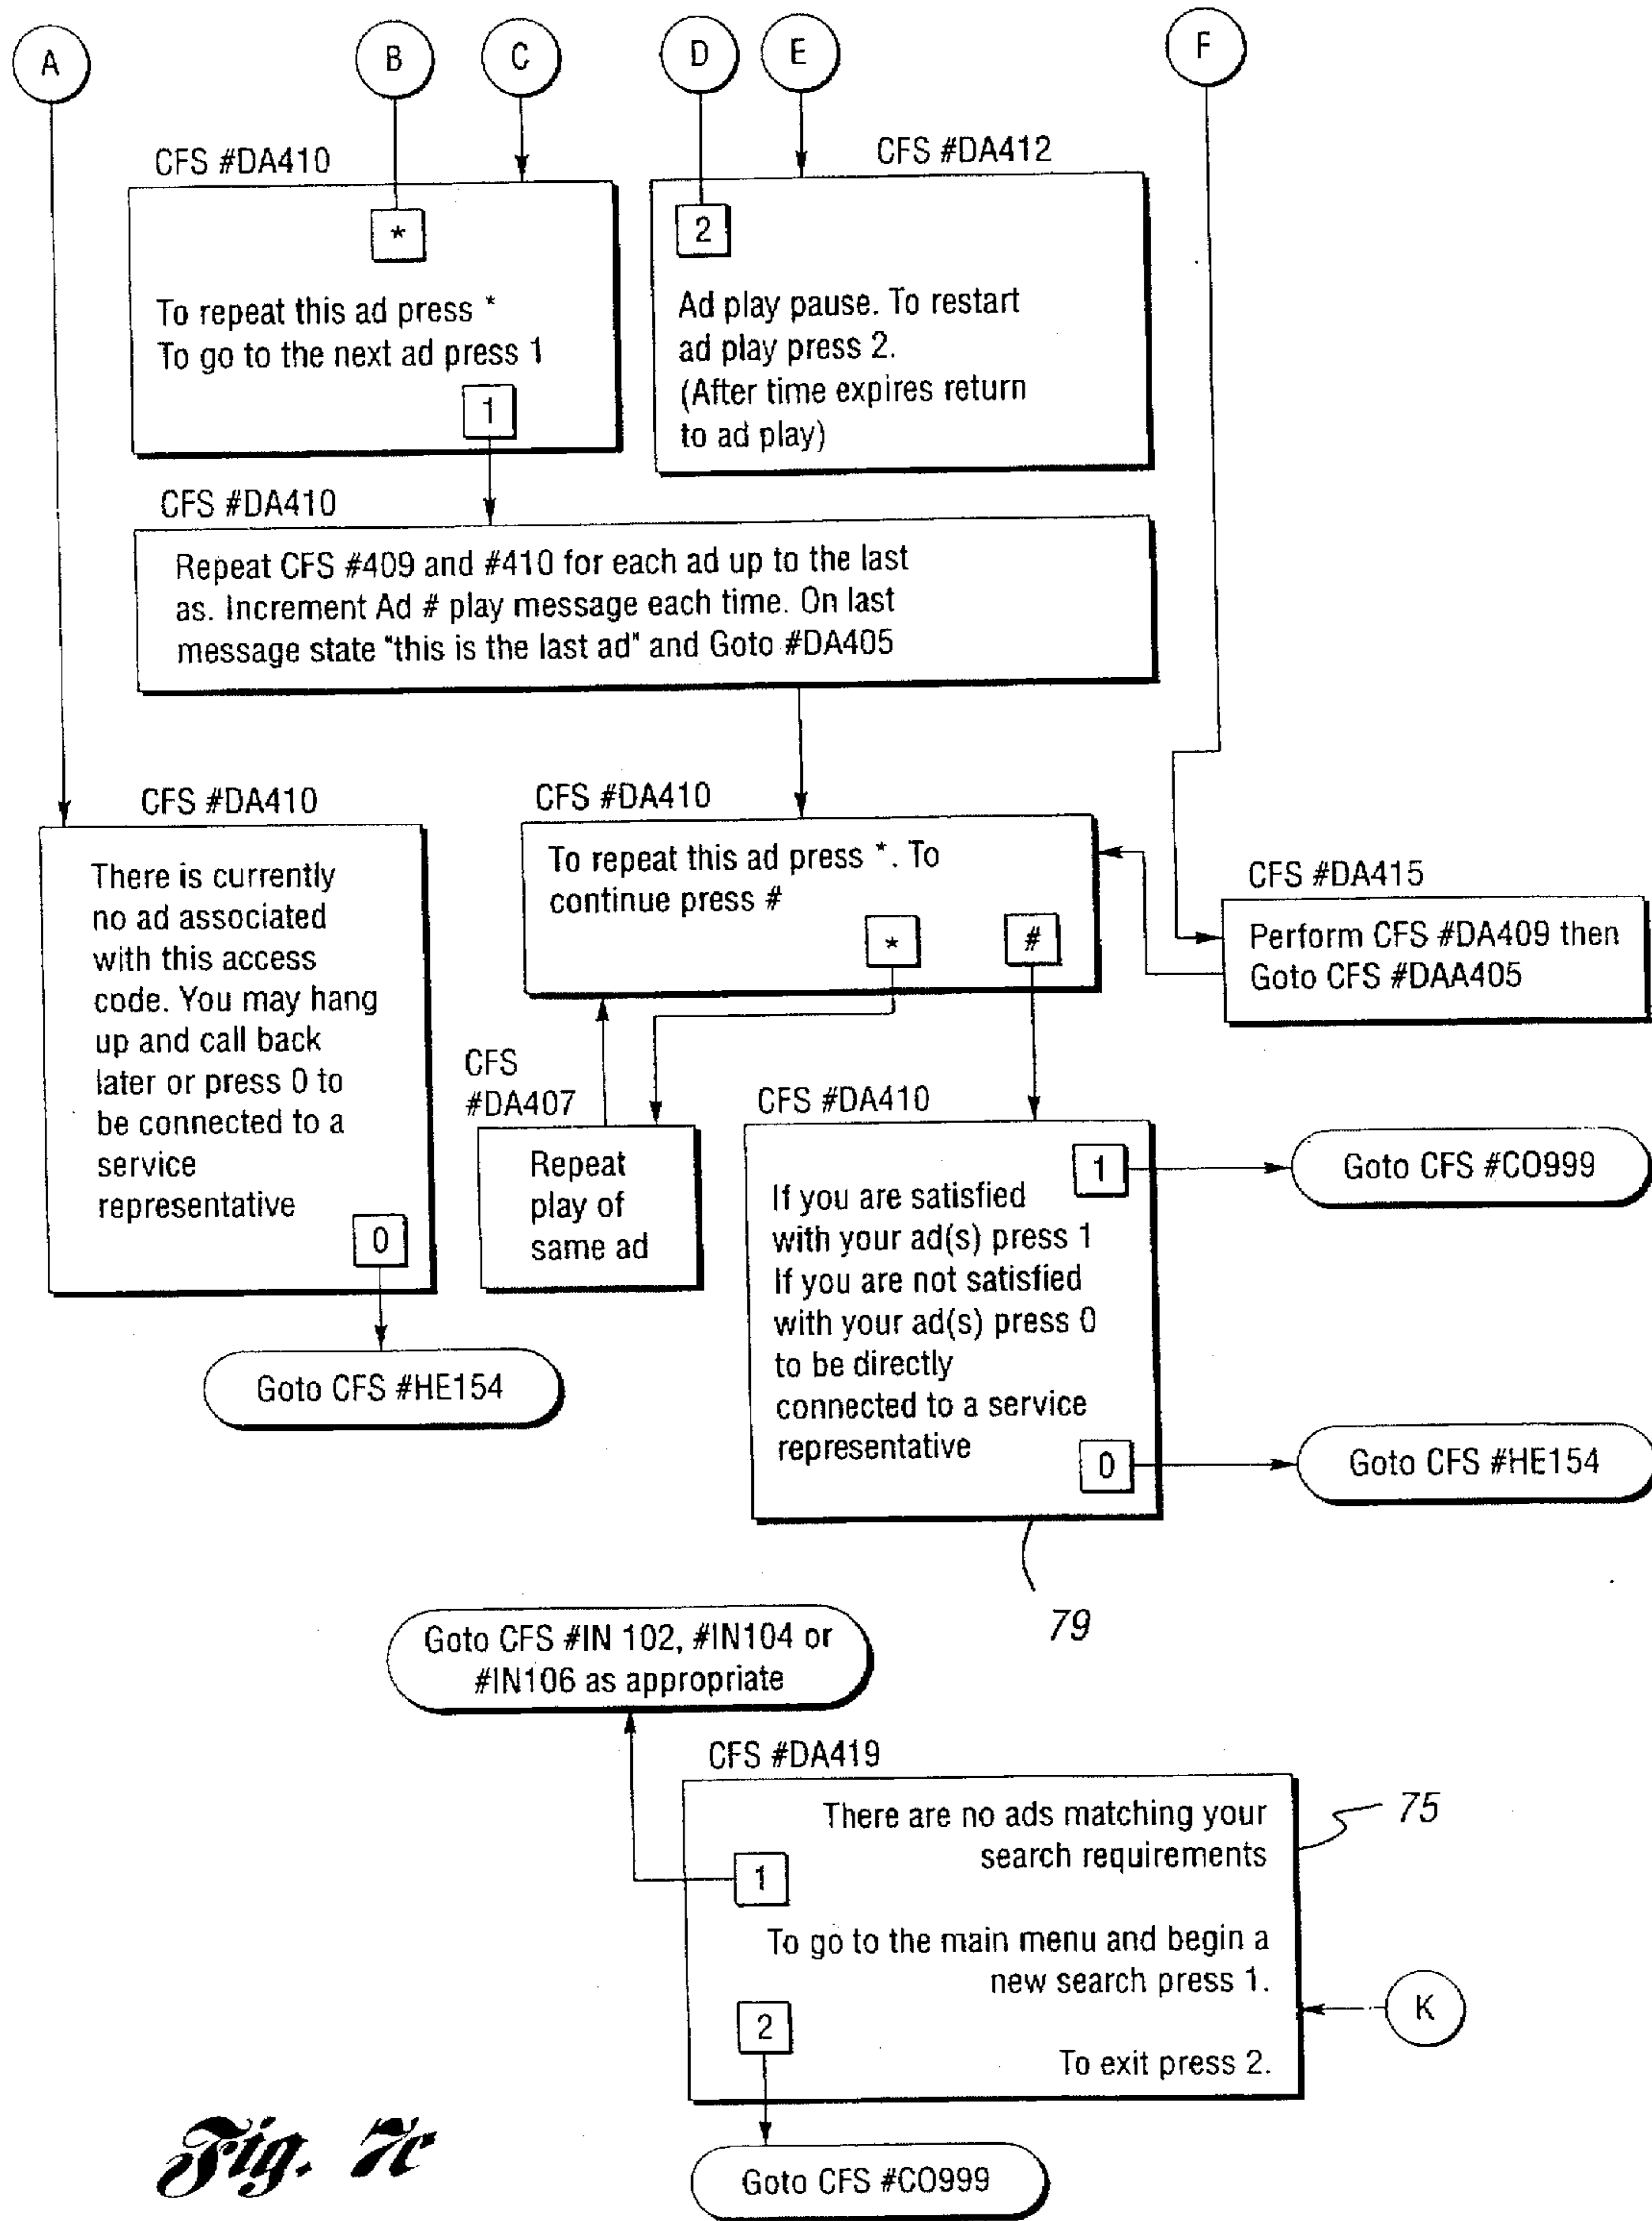 A
B
C
D
E
F
CFS #DA410
*
To repeat this ad press *
To go to the next ad press 1
1
CFS #DA412
2
Ad play pause. To restart
ad play press 2.
(After time expires return
to ad play)
CFS #DA410
Repeat CFS #409 and #410 for each ad up to the last
as. Increment Ad # play message each time. On last
message state "this is the last ad" and Goto #DA405
CFS #DA410
There is currently
no ad associated
with this access
code. You may hang
up and call back
later or press 0 to
be connected to a
service
representative
0
Goto CFS #HE154
CFS #DA410
To repeat this ad press *. To
continue press #
*
#
CFS #DA415
Perform CFS #DA409 then
Goto CFS #DAA405
CFS
#DA407
Repeat
play of
same ad
CFS #DA410
1
If you are satisfied
with your ad(s) press 1
If you are not satisfied
with your ad(s) press 0
to be directly
connected to a service
representative
0
Goto CFS #CO999
Goto CFS #HE154
79
Goto CFS #IN 102, #IN104 or
#IN106 as appropriate
CFS #DA419
There are no ads matching your
search requirements
1
To go to the main menu and begin a
new search press 1.
2
To exit press 2.
75
K
Goto CFS #CO999
Fig. 7c